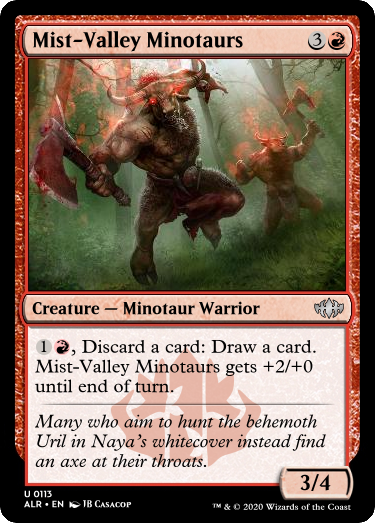 Mist-Valley Minotaurs 3
Creature — Minotaur Warrior
1, Discard a card: Draw a card.
Mist-Valley Minotaurs gets +2/+0
until end of turn.
Many who aim to hunt the behemoth
Uril in Naya's whitecover instead find
an axe at their throats.
3/4
U 0113
ALR • EN JB Casacop
™ & © 2020 Wizards of the Coast